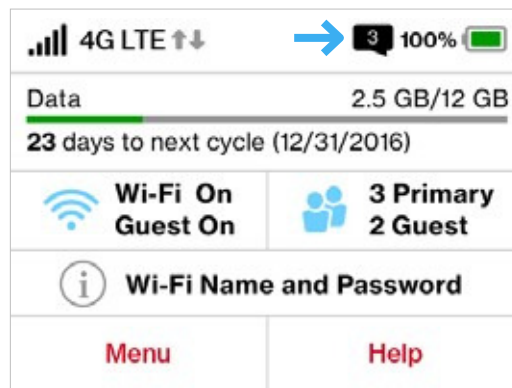 4G LTE 3 100%
Data 2.5 GB/12 GB
23 days to next cycle (12/31/2016)
Wi-Fi On
Guest On
3 Primary
2 Guest
i Wi-Fi Name and Password
Menu Help